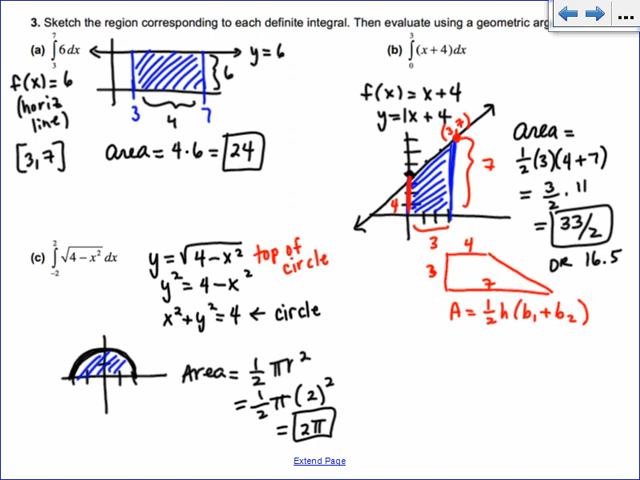 3. Sketch the region corresponding to each definite integral. Then evaluate using a geometric
(a) ∫₃⁷ 6 dx
y = 6
6
f(x) = 6
(horiz
line)
[3,7]
3 4 7
area = 4·6 = 24
(b) ∫₀³ (x+4) dx
f(x) = x+4
y = 1x + 4
(3,7)
7
4
3
area =
½(3)(4+7)
= 3/2 · 11
= 33/2
OR 16.5
4
3
7
A = ½h(b₁+b₂)
(c) ∫₋₂² √(4−x²) dx
y = √(4−x²) top of
circle
y² = 4−x²
x²+y² = 4 ← circle
Area = ½πr²
= ½π(2)²
= 2π
Extend Page